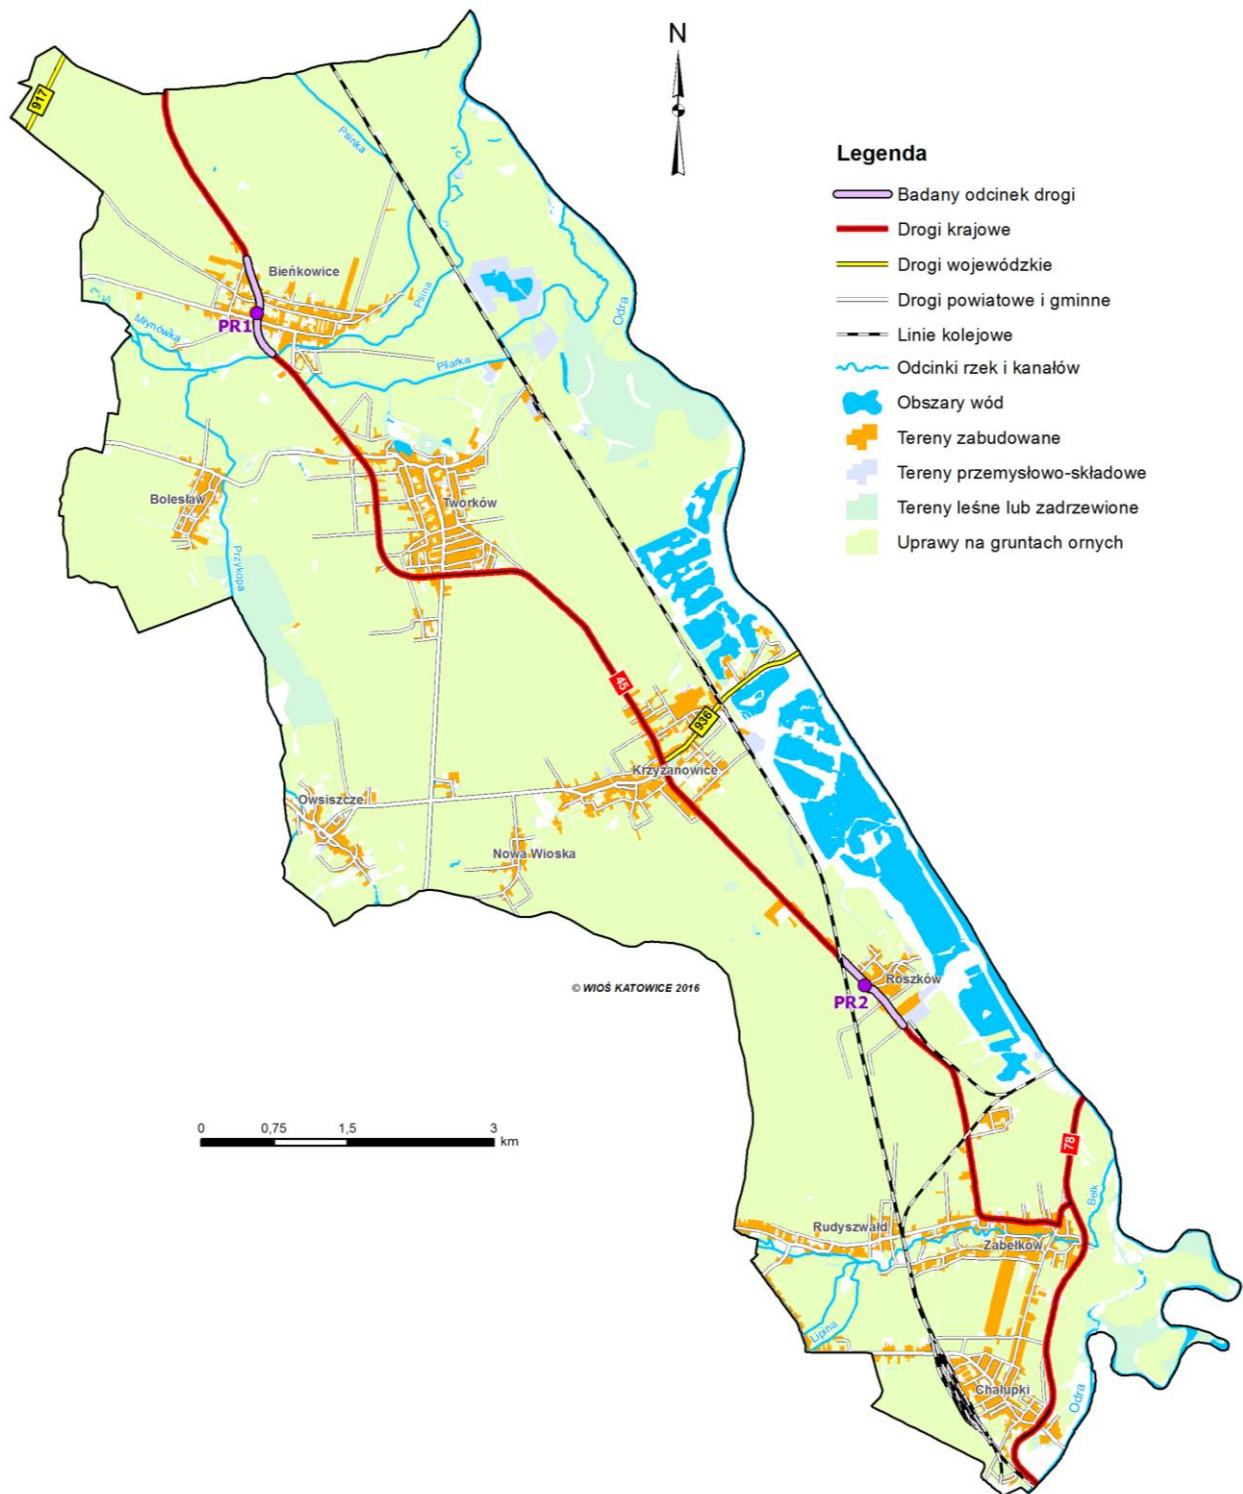 N
917
Psinka
Legenda
Badany odcinek drogi
Drogi krajowe
Drogi wojewódzkie
Drogi powiatowe i gminne
Linie kolejowe
Odcinki rzek i kanałów
Obszary wód
Tereny zabudowane
Tereny przemysłowo-składowe
Tereny leśne lub zadrzewione
Uprawy na gruntach ornych
Bieńkowice
Psina
Odra
PR1
Młynówka
Pilarka
Bolesław
Tworków
Przykopa
45
936
Krzyżanowice
Owsiszcze
Nowa Wioska
Roszków
PR2
© WIOŚ KATOWICE 2016
0 0,75 1,5 3
km
78
Bełk
Rudyszwałd
Zabełków
Lipina
Chałupki
Odra